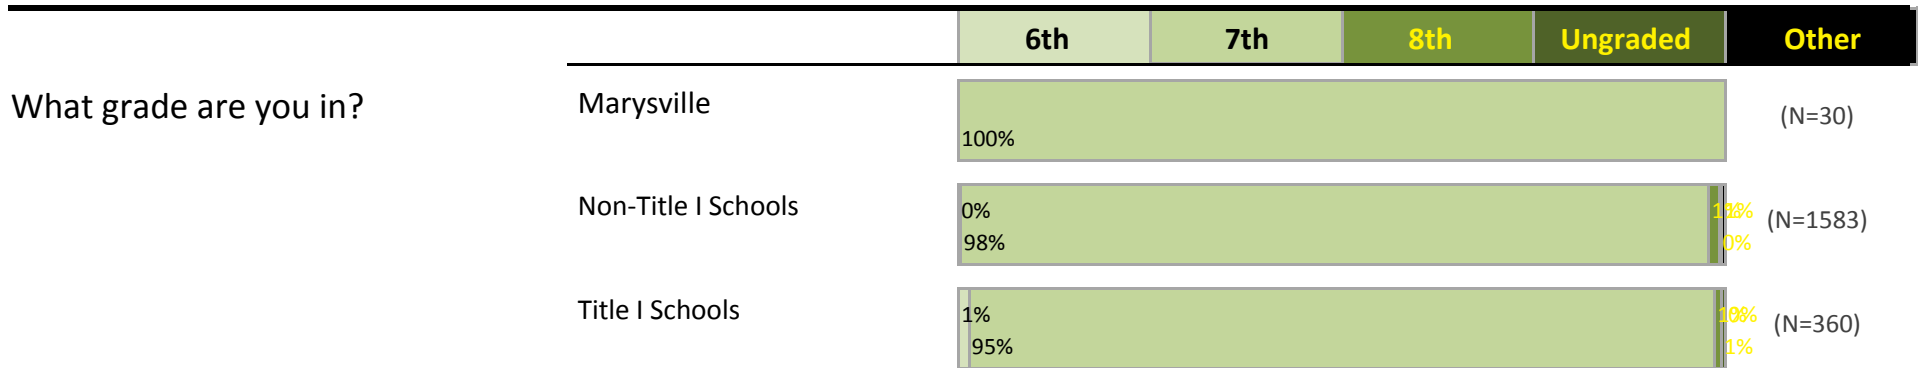 6th 7th 8th Ungraded Other
What grade are you in? Marysville (N=30)
100%
Non-Title I Schools 0% (N=1583)
98% 0%
Title I Schools 1% (N=360)
95% 1%